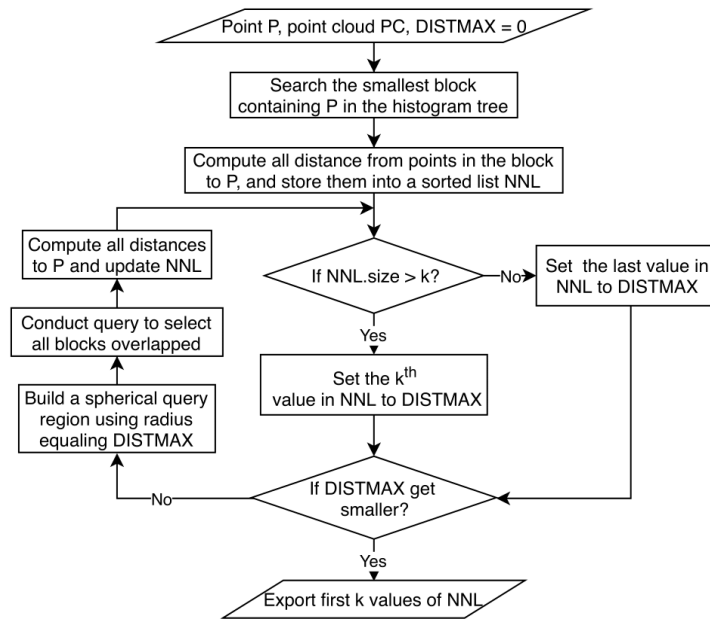 Point P, point cloud PC, DISTMAX = 0
Search the smallest block
containing P in the histogram tree
Compute all distance from points in the block
to P, and store them into a sorted list NNL
If NNL.size > k?
No
Set the last value in
NNL to DISTMAX
Yes
Set the kth
value in NNL to DISTMAX
If DISTMAX get
smaller?
No
Build a spherical query
region using radius
equaling DISTMAX
Conduct query to select
all blocks overlapped
Compute all distances
to P and update NNL
Yes
Export first k values of NNL